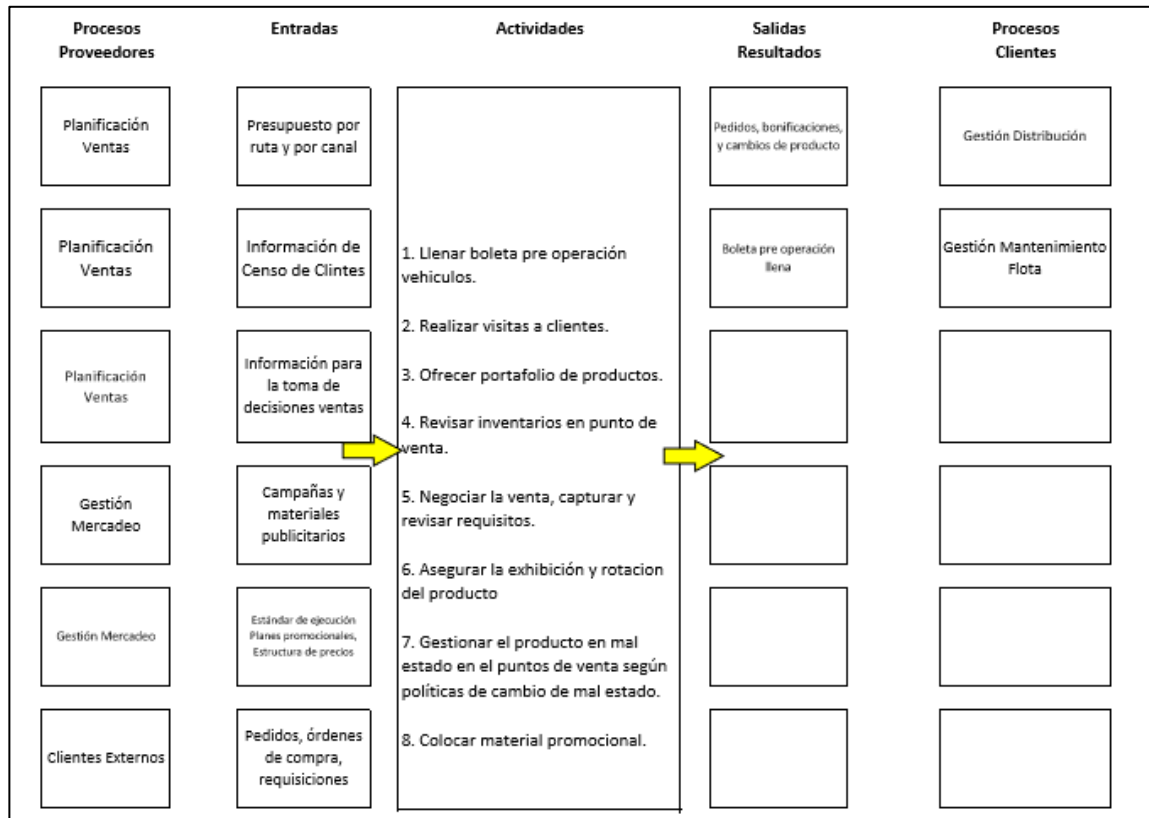 Procesos
Proveedores
Entradas
Actividades
Salidas
Resultados
Procesos
Clientes
Planificación
Ventas
Presupuesto por
ruta y por canal
Pedidos, bonificaciones,
y cambios de producto
Gestión Distribución
Planificación
Ventas
Información de
Censo de Clintes
Boleta pre operación
llena
Gestión Mantenimiento
Flota
Planificación
Ventas
Información para
la toma de
decisiones ventas
Gestión
Mercadeo
Campañas y
materiales
publicitarios
Gestión Mercadeo
Estándar de ejecución
Planes promocionales,
Estructura de precios
Clientes Externos
Pedidos, órdenes
de compra,
requisiciones
1. Llenar boleta pre operación
vehiculos.
2. Realizar visitas a clientes.
3. Ofrecer portafolio de productos.
4. Revisar inventarios en punto de
venta.
5. Negociar la venta, capturar y
revisar requisitos.
6. Asegurar la exhibición y rotacion
del producto
7. Gestionar el producto en mal
estado en el puntos de venta según
políticas de cambio de mal estado.
8. Colocar material promocional.